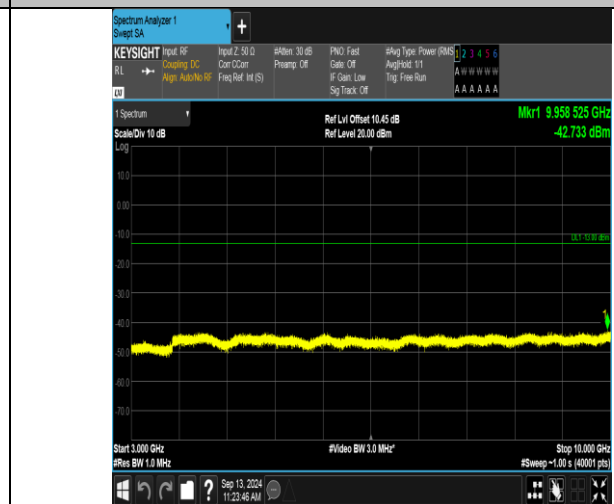 Spectrum Analyzer 1
Swept SA
+
KEYSIGHT Input: RF Input Z: 50 Ω #Atten: 30 dB PNO: Fast #Avg Type: Power (RMS 1 2 3 4 5 6
RL Coupling: DC Corr CCorr Preamp: Off Gate: Off Avg|Hold: 1/1 A W W W W W
Align: Auto/No RF Freq Ref: Int (S) IF Gain: Low Trig: Free Run
LXI Sig Track: Off A A A A A A
1 Spectrum Ref Lvl Offset 10.45 dB Mkr1 9.958 525 GHz
Scale/Div 10 dB Ref Level 20.00 dBm -42.733 dBm
Log
10.0
0.00
-10.0 DL1 -13.00 dBm
-20.0
-30.0
-40.0
-50.0
-60.0
-70.0
Start 3.000 GHz #Video BW 3.0 MHz* Stop 10.000 GHz
#Res BW 1.0 MHz #Sweep ~1.00 s (40001 pts)
? Sep 13, 2024
11:23:46 AM